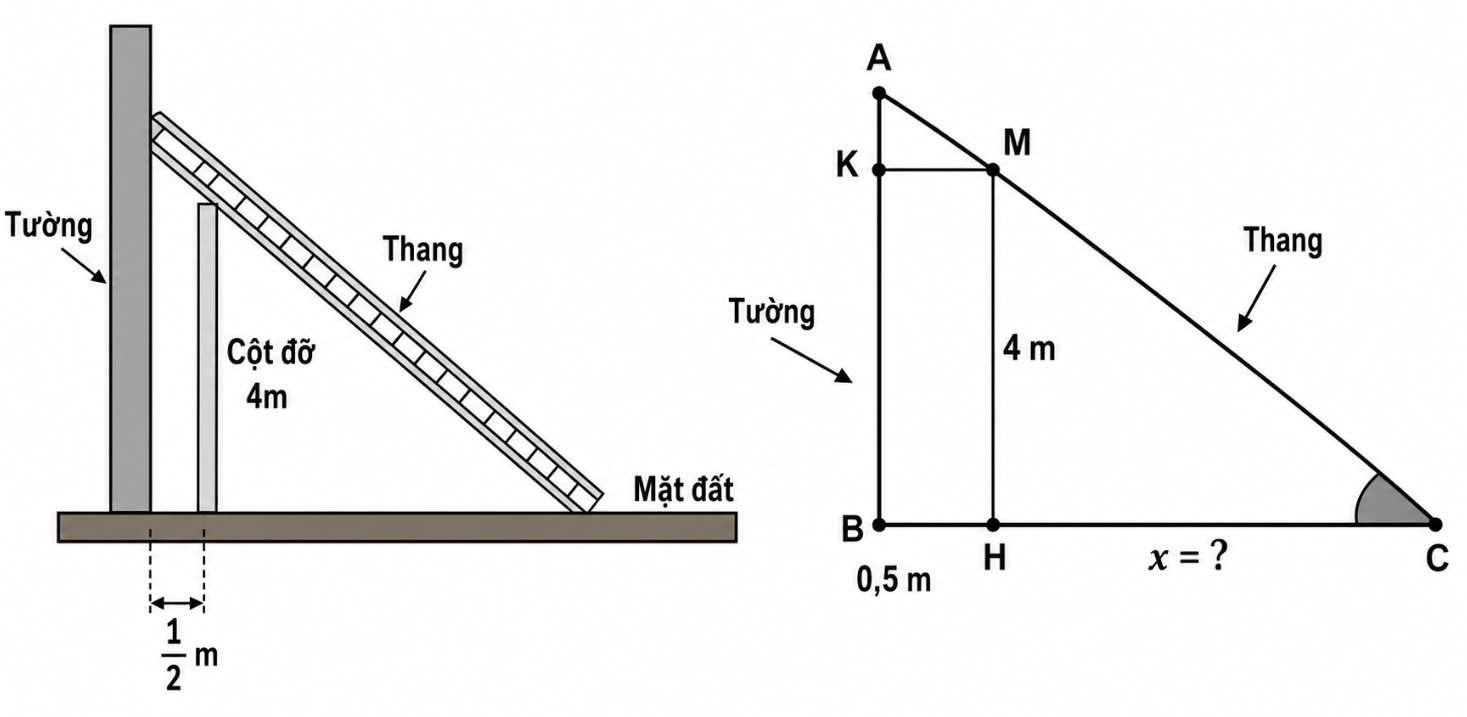 Tường
Thang
Cột đỡ
4m
Mặt đất
1
2
m
A
K
M
Thang
Tường
4 m
B
H
x = ?
C
0,5 m